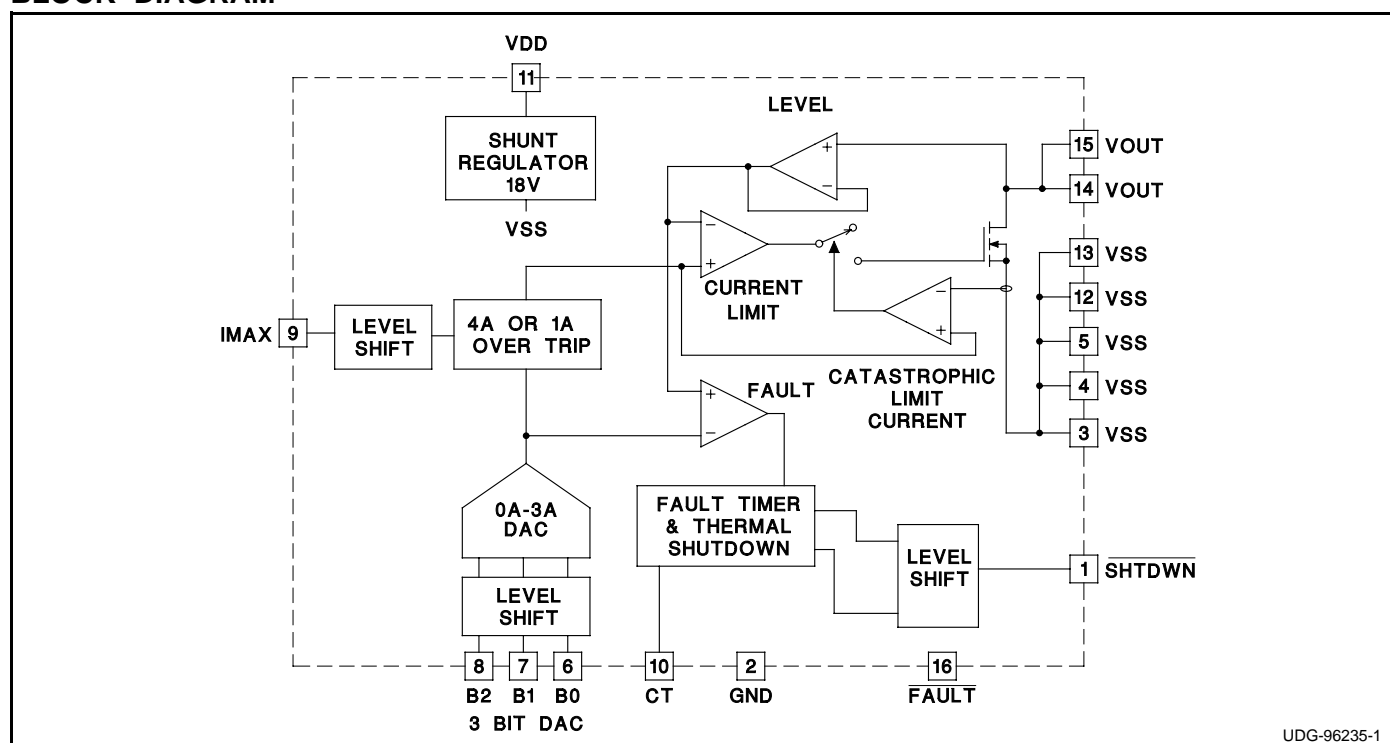 BLOCK DIAGRAM
VDD
11
LEVEL
SHUNT
REGULATOR
18V
VSS
15 VOUT
14 VOUT
13 VSS
12 VSS
5 VSS
4 VSS
3 VSS
+
−
−
+
CURRENT
LIMIT
−
+
CATASTROPHIC
LIMIT
CURRENT
IMAX 9
LEVEL
SHIFT
4A OR 1A
OVER TRIP
+
−
FAULT
0A-3A
DAC
LEVEL
SHIFT
FAULT TIMER
& THERMAL
SHUTDOWN
LEVEL
SHIFT
1 SHTDWN
8 7 6 10 2 16
B2 B1 B0 CT GND FAULT
3 BIT DAC
UDG-96235-1